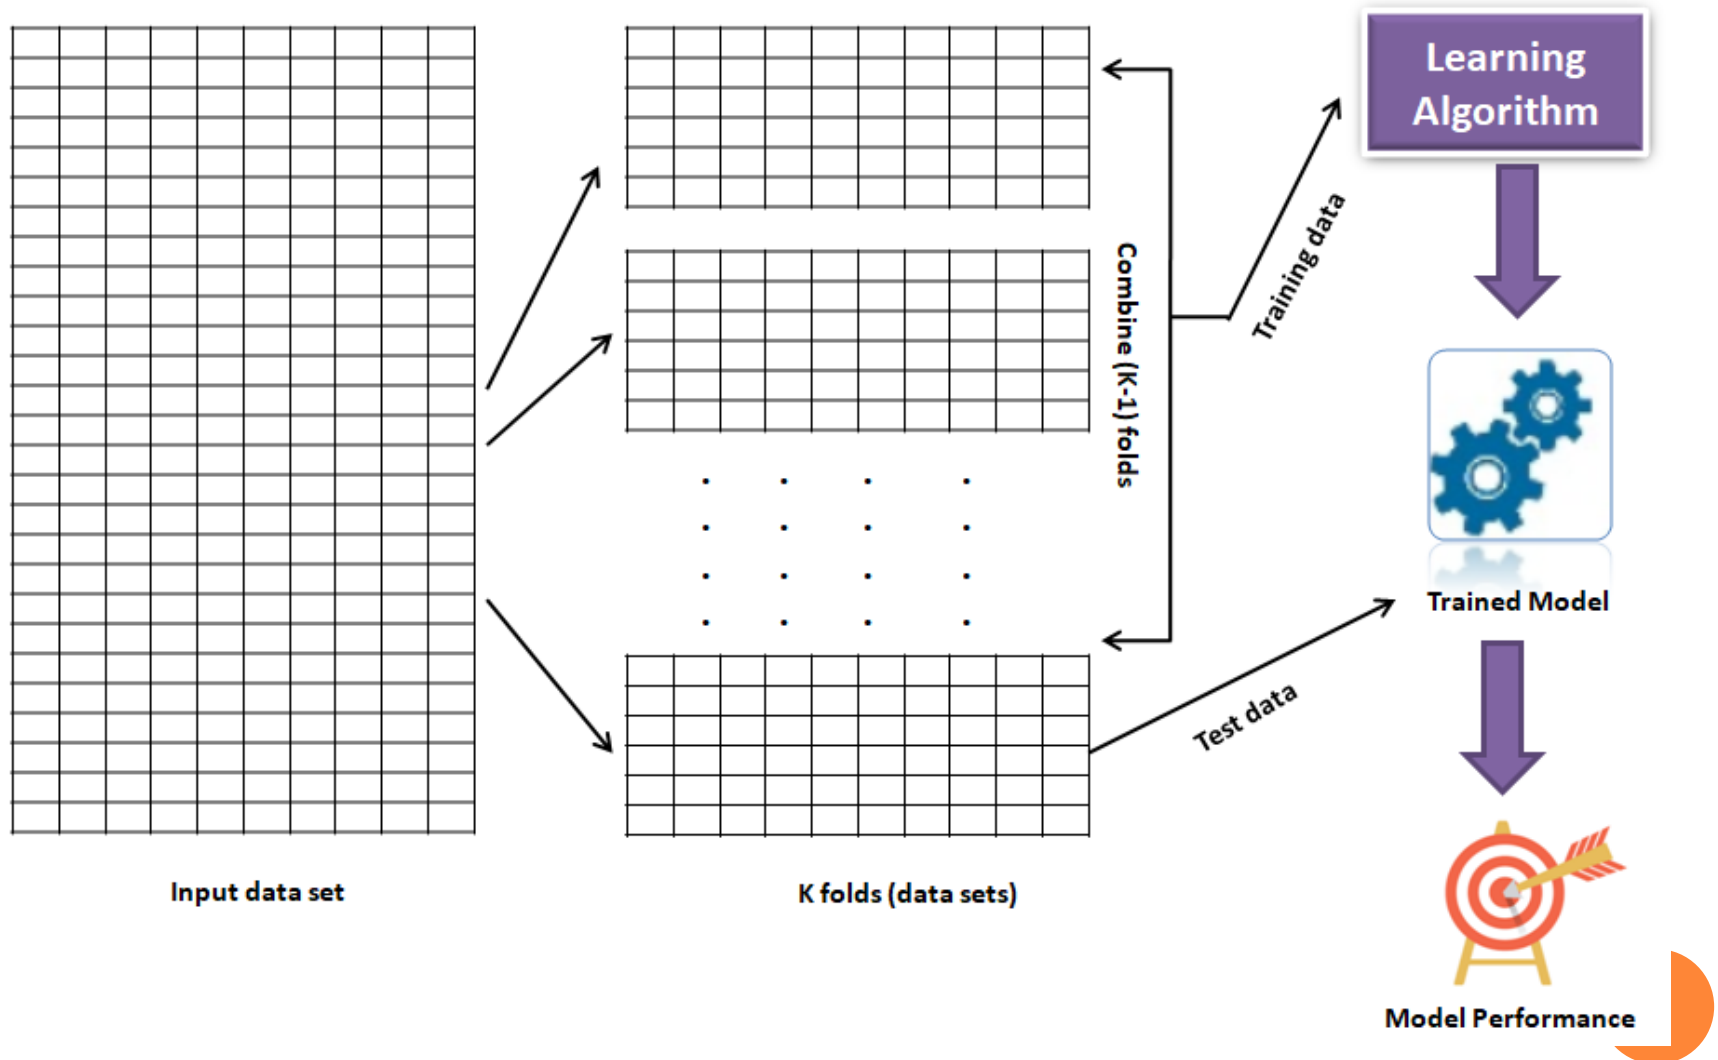 Learning
Algorithm
Training data
Combine (K-1) folds
Trained Model
Test data
Input data set
K folds (data sets)
Model Performance